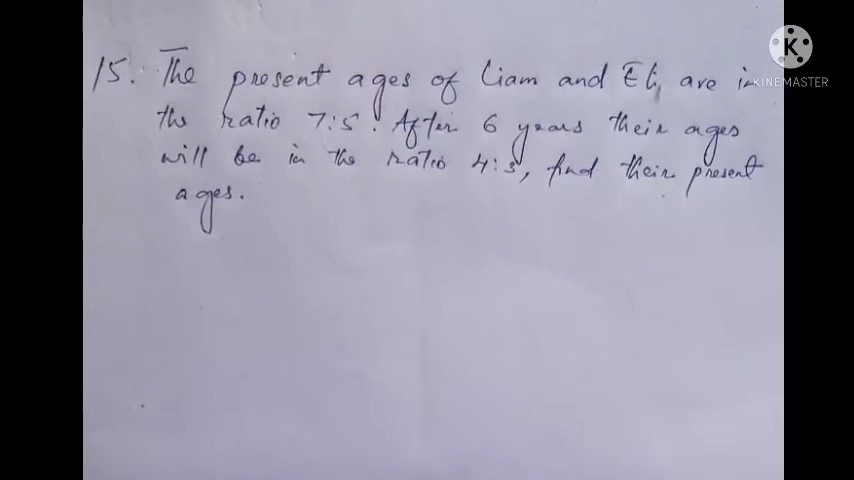 15. The present ages of Liam and Eli, are in
the ratio 7:5. After 6 years their ages
will be in the ratio 4:3, find their present
ages.
K
KINEMASTER